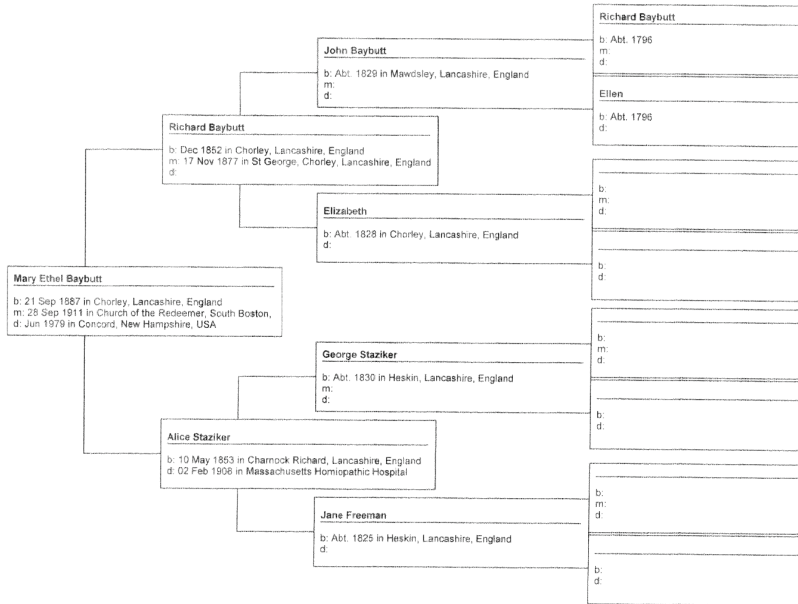 Richard Baybutt
b: Abt. 1796
m:
d:
John Baybutt
b: Abt. 1829 in Mawdsley, Lancashire, England
m:
d:
Ellen
b: Abt. 1796
d:
Richard Baybutt
b: Dec 1852 in Chorley, Lancashire, England
m: 17 Nov 1877 in St George, Chorley, Lancashire, England
d:
b:
m:
d:
Elizabeth
b: Abt. 1828 in Chorley, Lancashire, England
d:
b:
d:
Mary Ethel Baybutt
b: 21 Sep 1887 in Chorley, Lancashire, England
m: 28 Sep 1911 in Church of the Redeemer, South Boston,
d: Jun 1979 in Concord, New Hampshire, USA
b:
m:
d:
George Staziker
b: Abt. 1830 in Heskin, Lancashire, England
m:
d:
b:
d:
Alice Staziker
b: 10 May 1853 in Charnock Richard, Lancashire, England
d: 02 Feb 1908 in Massachusetts Homiopathic Hospital
b:
m:
d:
Jane Freeman
b: Abt. 1825 in Heskin, Lancashire, England
d:
b:
d: